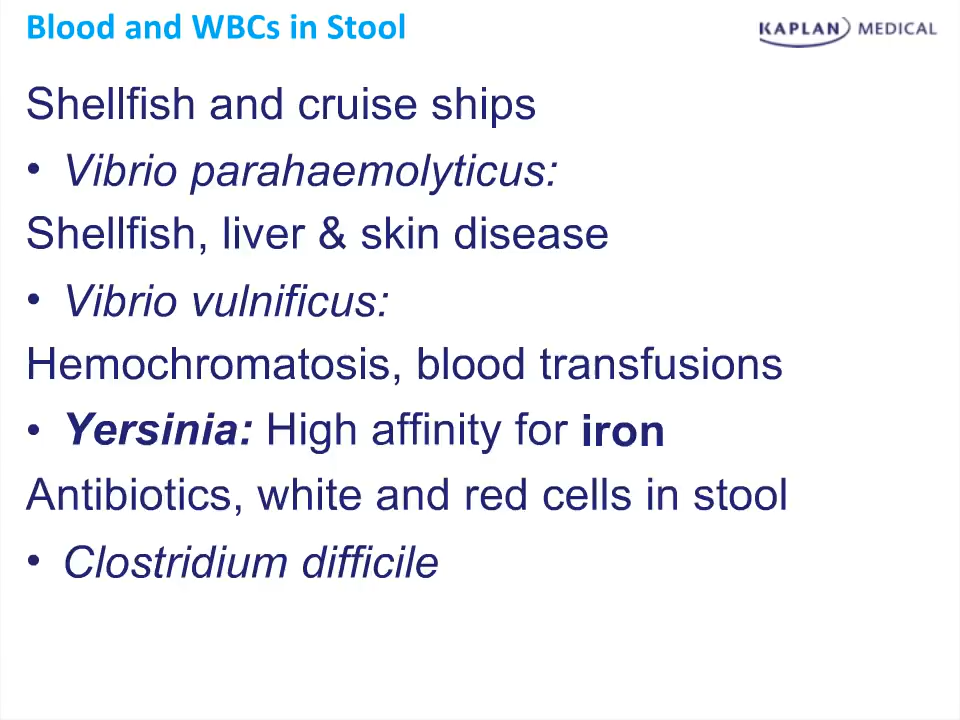 Blood and WBCs in Stool
KAPLAN MEDICAL
Shellfish and cruise ships
• Vibrio parahaemolyticus:
Shellfish, liver & skin disease
• Vibrio vulnificus:
Hemochromatosis, blood transfusions
• Yersinia: High affinity for iron
Antibiotics, white and red cells in stool
• Clostridium difficile